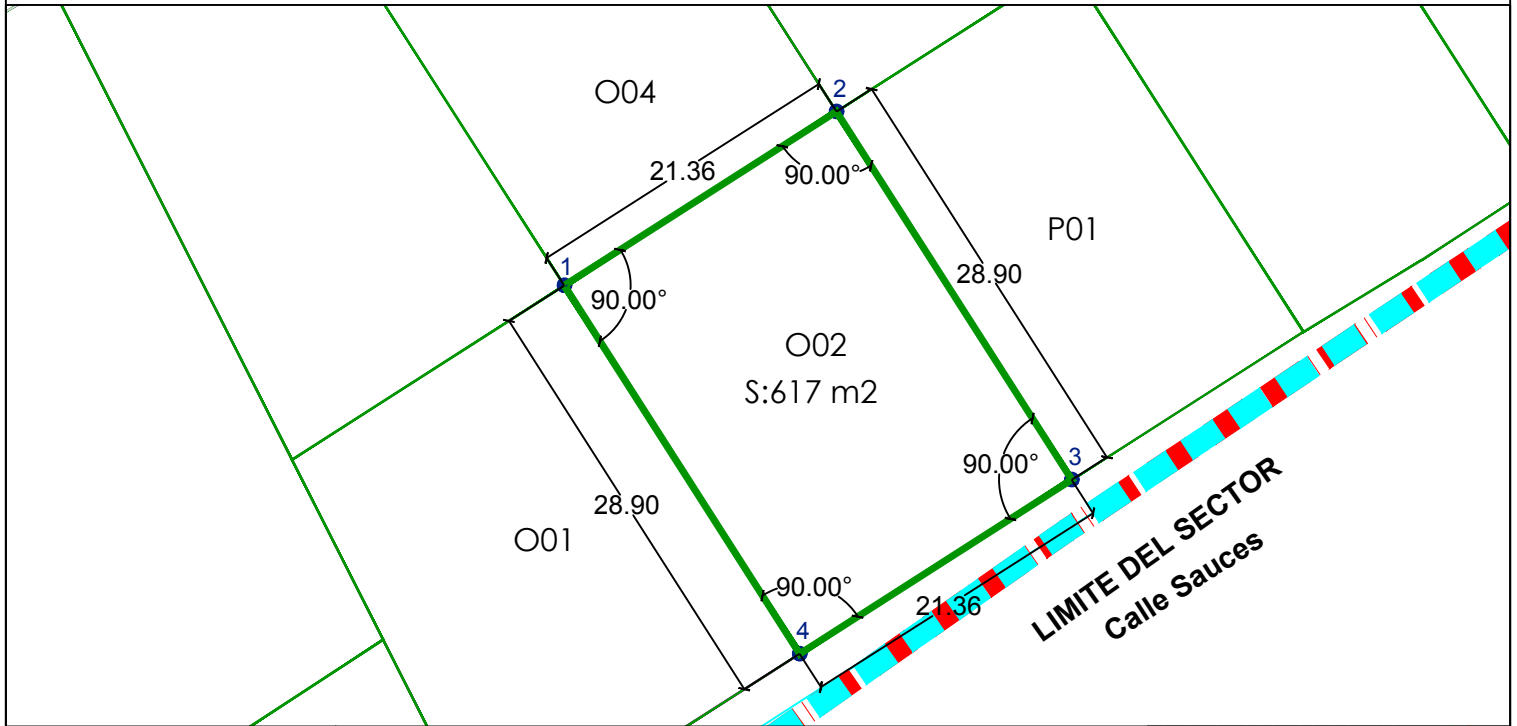 O04
2
21.36
90.00°
P01
1
28.90
90.00°
O02
S:617 m2
90.00°
3
28.90
O01
90.00°
21.36
4
LIMITE DEL SECTOR
Calle Sauces